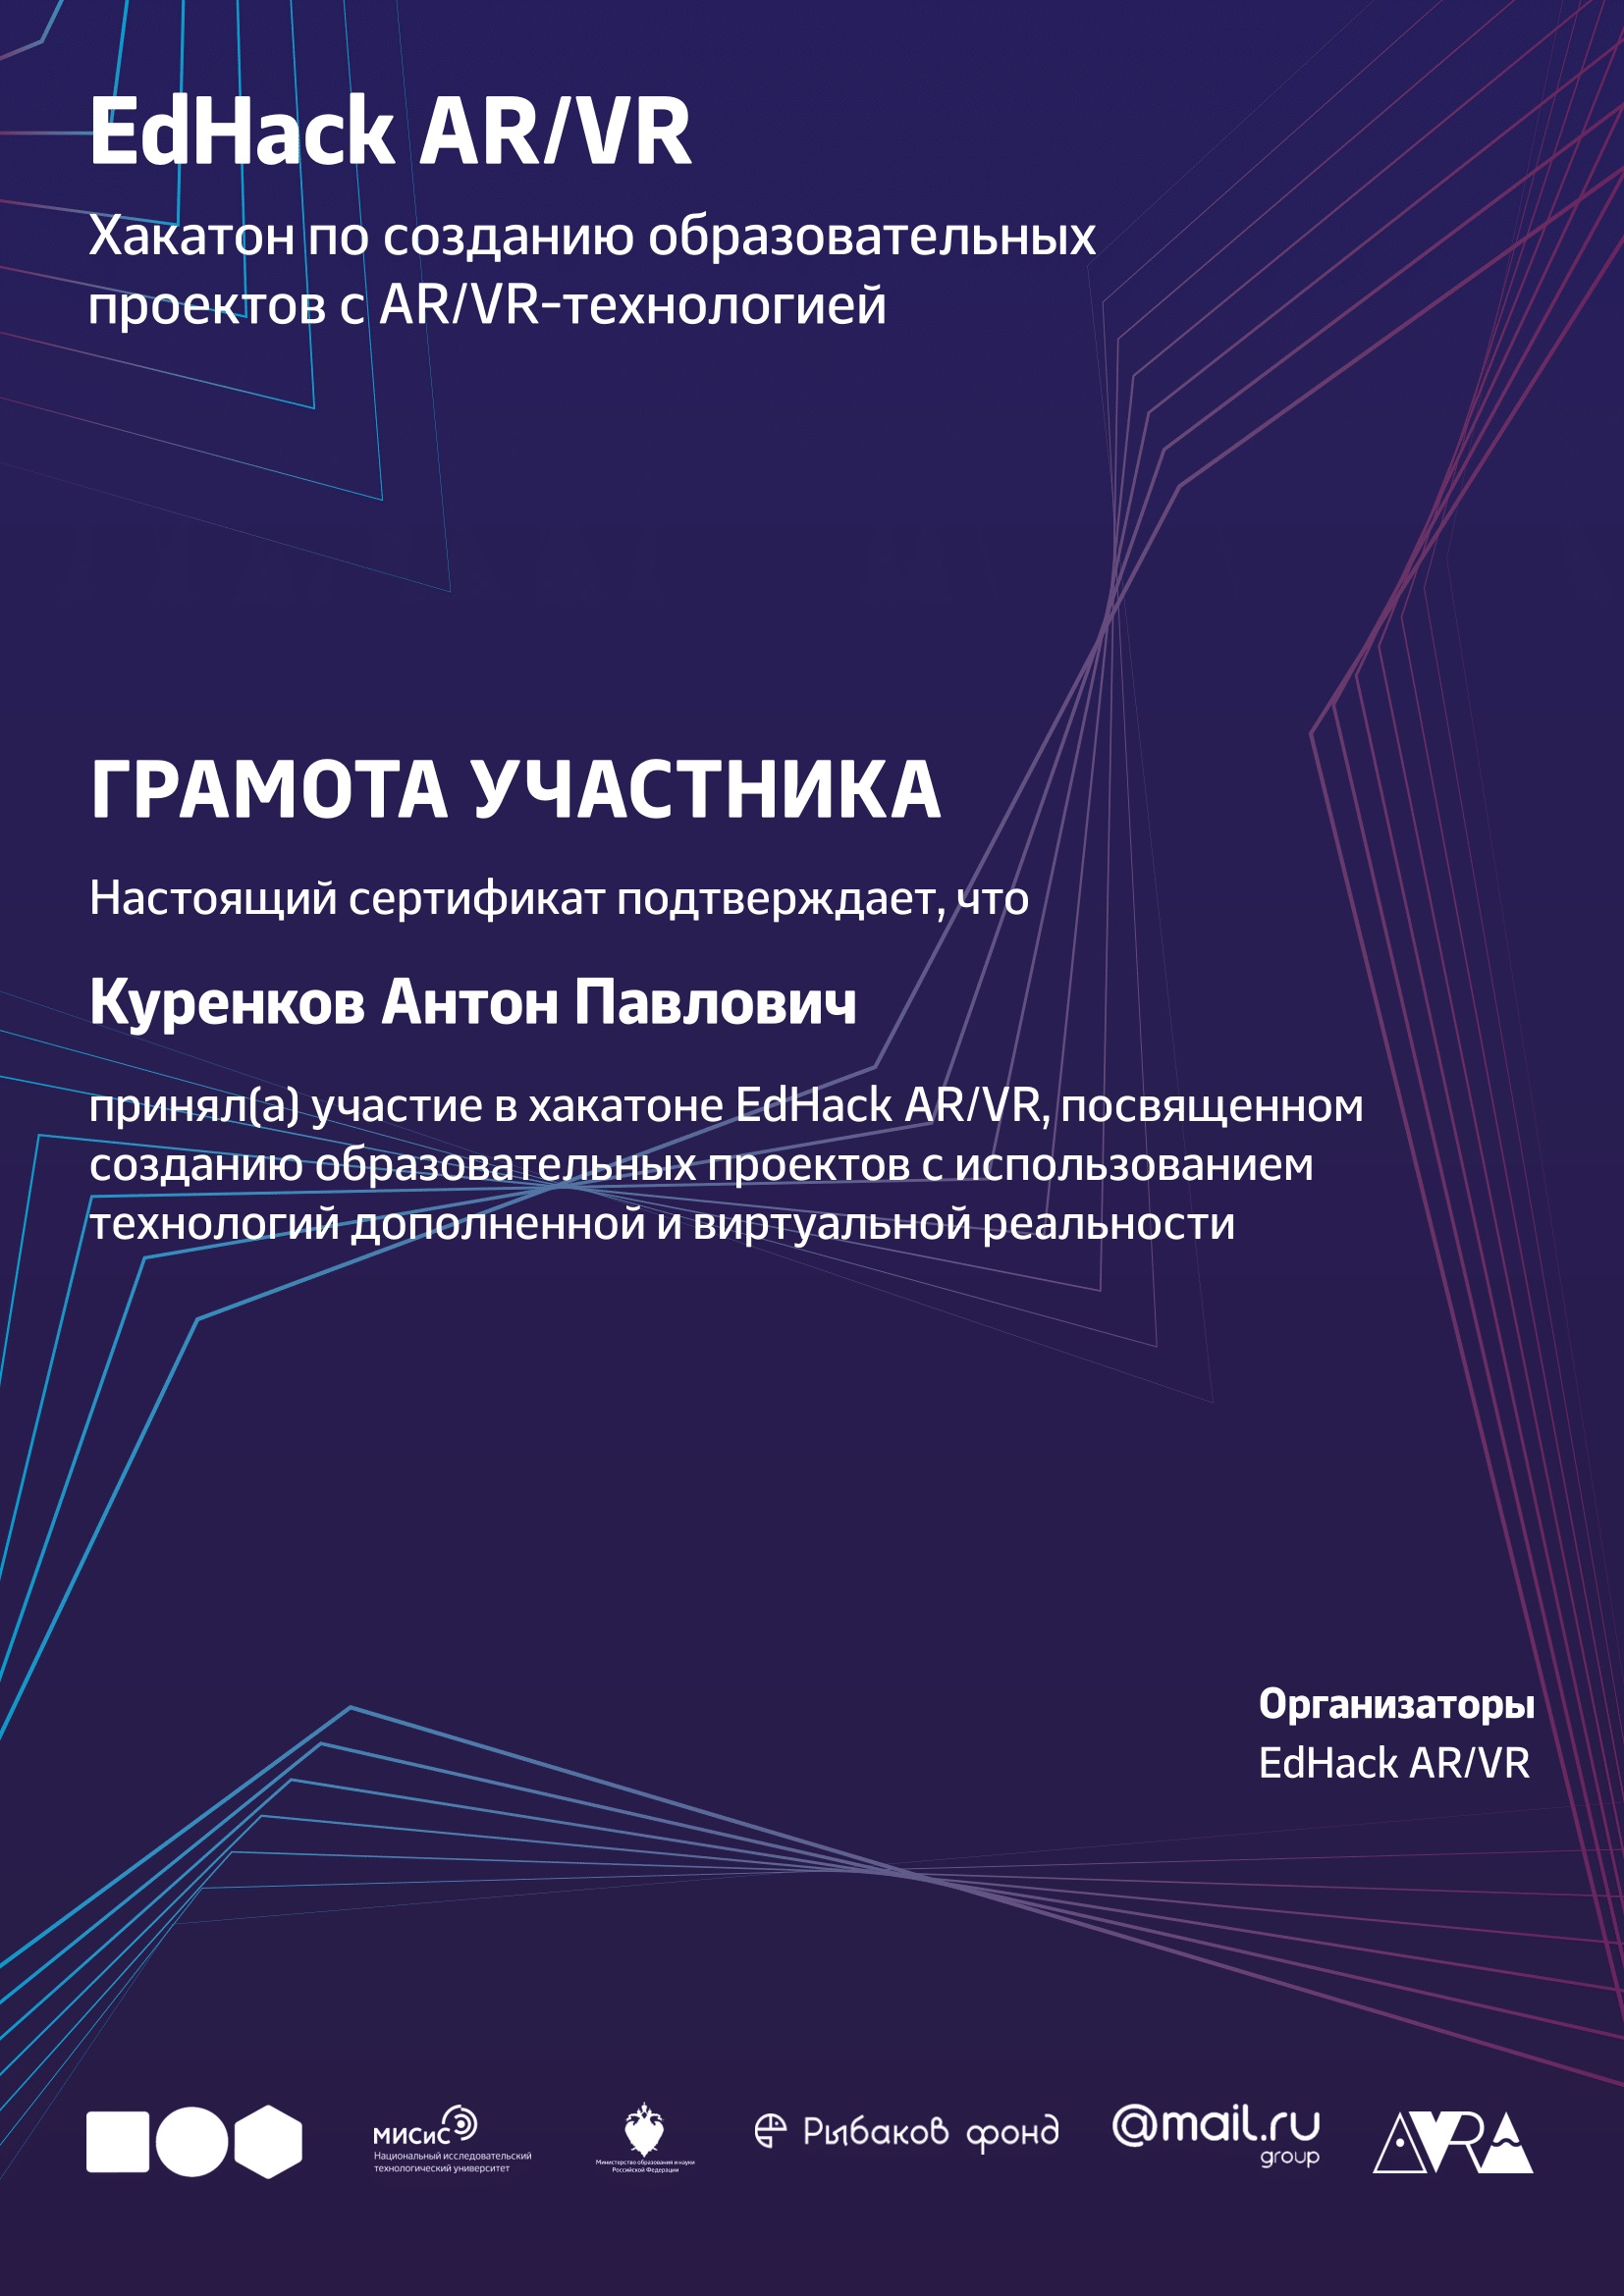 EdHack AR/VR
Хакатон по созданию образовательных
проектов с AR/VR-технологией
ГРАМОТА УЧАСТНИКА
Настоящий сертификат подтверждает, что
Куренков Антон Павлович
принял(а) участие в хакатоне EdHack AR/VR, посвященном
созданию образовательных проектов с использованием
технологий дополненной и виртуальной реальности
Организаторы
EdHack AR/VR
МИСиС
Национальный исследовательский
технологический университет
Министерство образования и науки
Российской Федерации
Рыбаков фонд
@mail.ru
group
AVRA